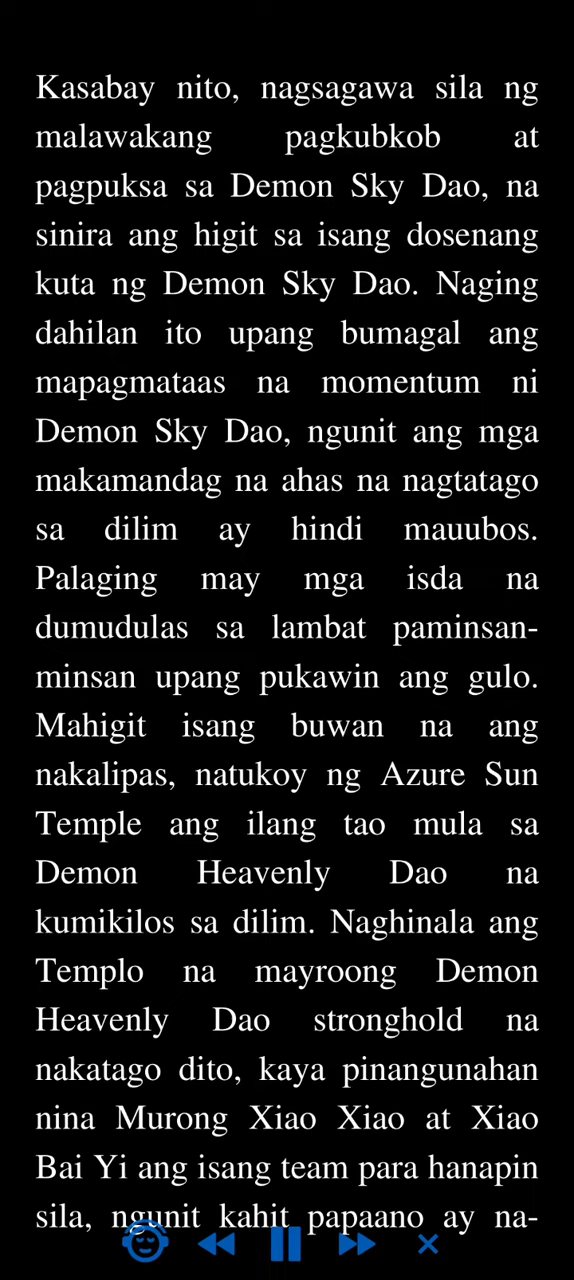 Kasabay nito, nagsagawa sila ng
malawakang pagkubkob at
pagpuksa sa Demon Sky Dao, na
sinira ang higit sa isang dosenang
kuta ng Demon Sky Dao. Naging
dahilan ito upang bumagal ang
mapagmataas na momentum ni
Demon Sky Dao, ngunit ang mga
makamandag na ahas na nagtatago
sa dilim ay hindi mauubos.
Palaging may mga isda na
dumudulas sa lambat paminsan-
minsan upang pukawin ang gulo.
Mahigit isang buwan na ang
nakalipas, natukoy ng Azure Sun
Temple ang ilang tao mula sa
Demon Heavenly Dao na
kumikilos sa dilim. Naghinala ang
Templo na mayroong Demon
Heavenly Dao stronghold na
nakatago dito, kaya pinangunahan
nina Murong Xiao Xiao at Xiao
Bai Yi ang isang team para hanapin
sila, ngunit kahit papaano ay na-